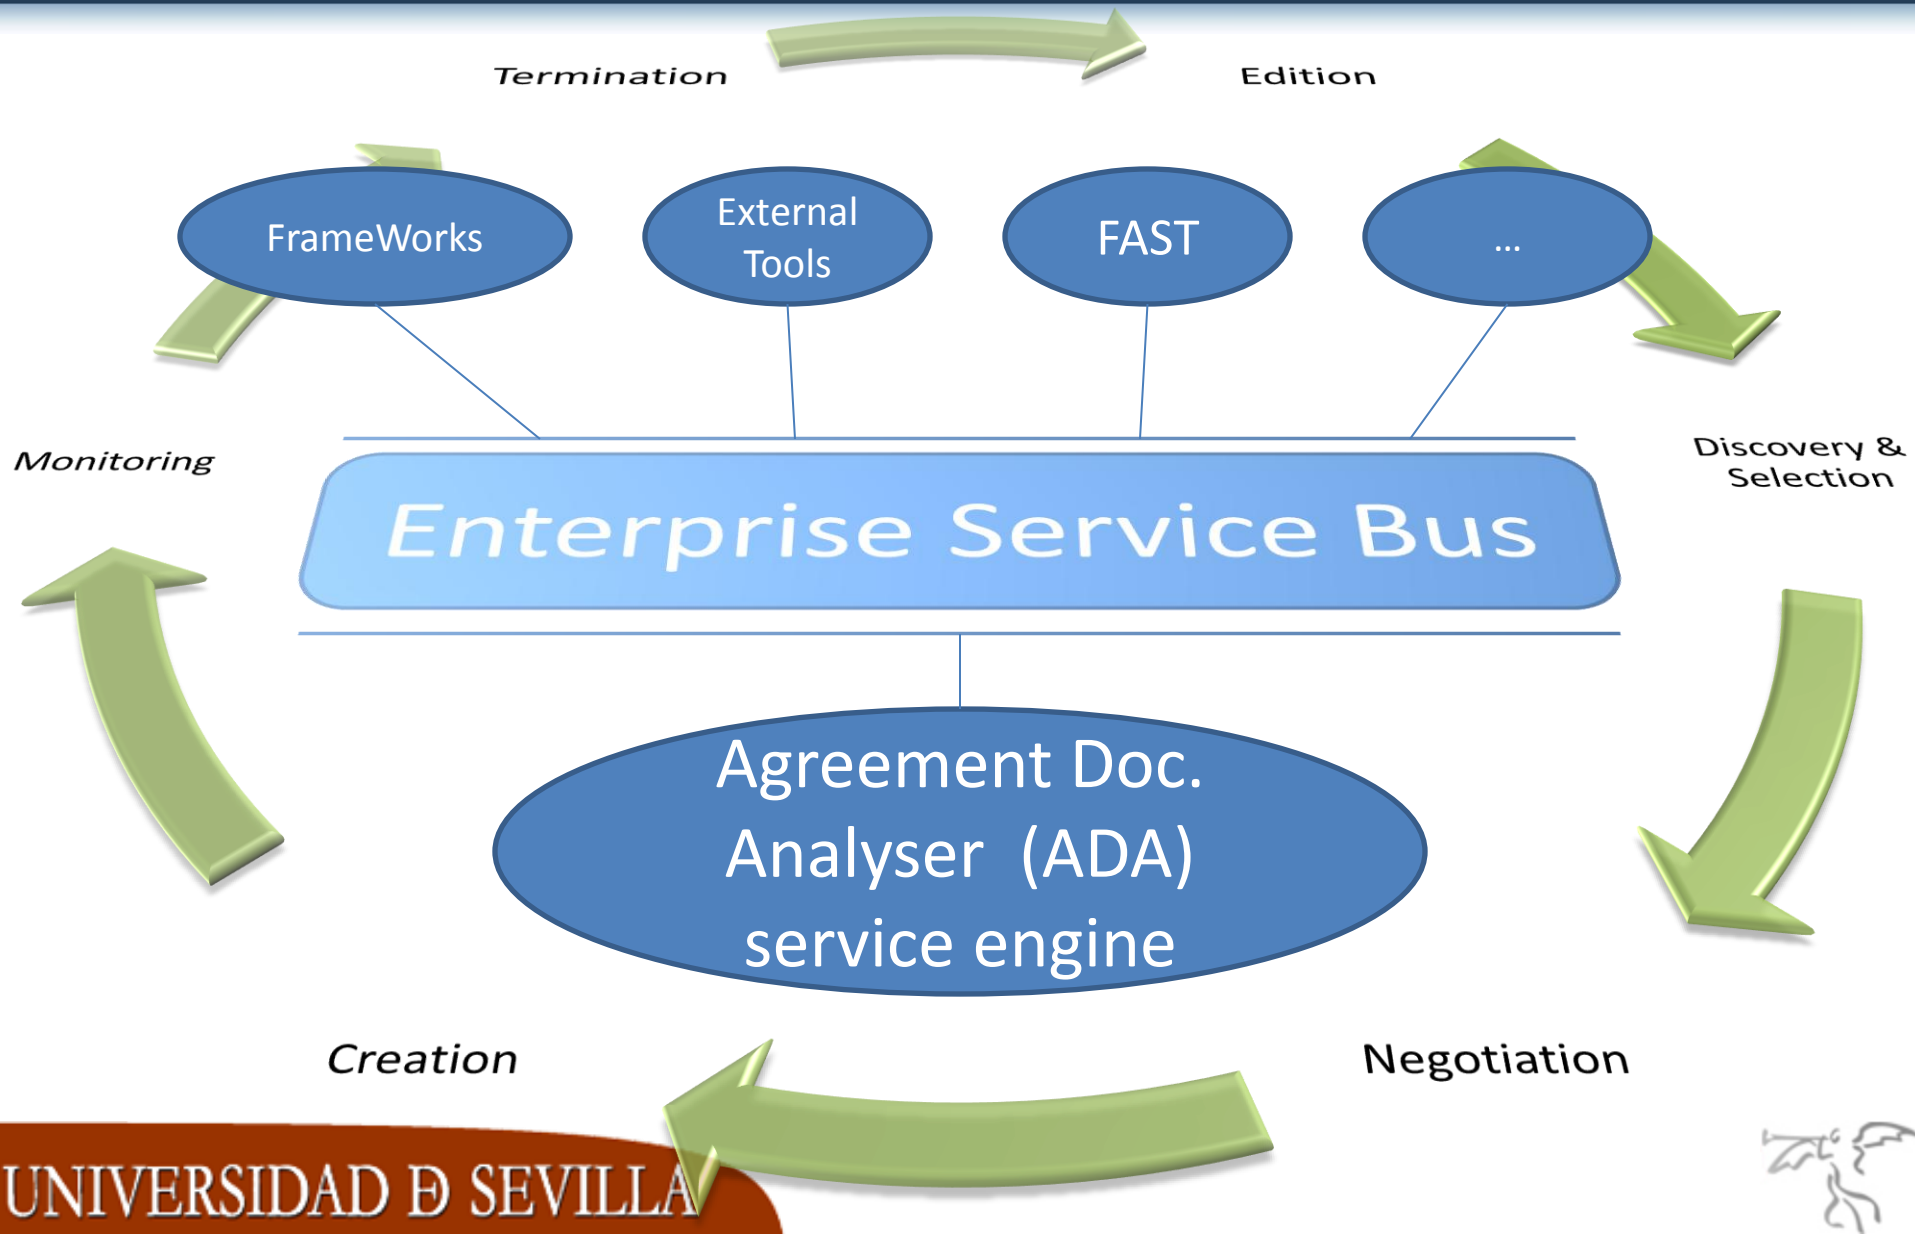 Termination
Edition
FrameWorks
External
Tools
FAST
...
Monitoring
Discovery &
Selection
Enterprise Service Bus
Agreement Doc.
Analyser (ADA)
service engine
Creation
Negotiation
UNIVERSIDAD Ð SEVILLA